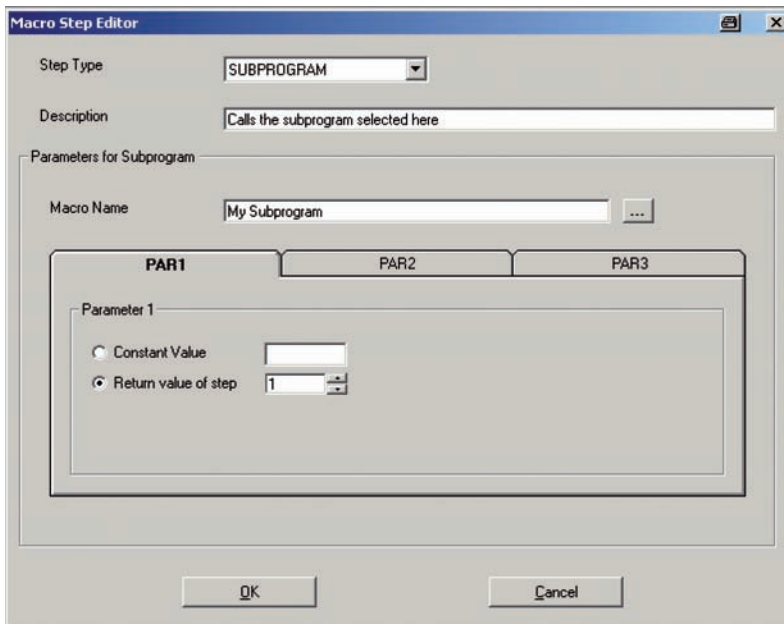 Macro Step Editor
Step Type
SUBPROGRAM
Description
Calls the subprogram selected here
Parameters for Subprogram
Macro Name
My Subprogram
...
PAR1 PAR2 PAR3
Parameter 1
Constant Value
Return value of step
1
OK Cancel